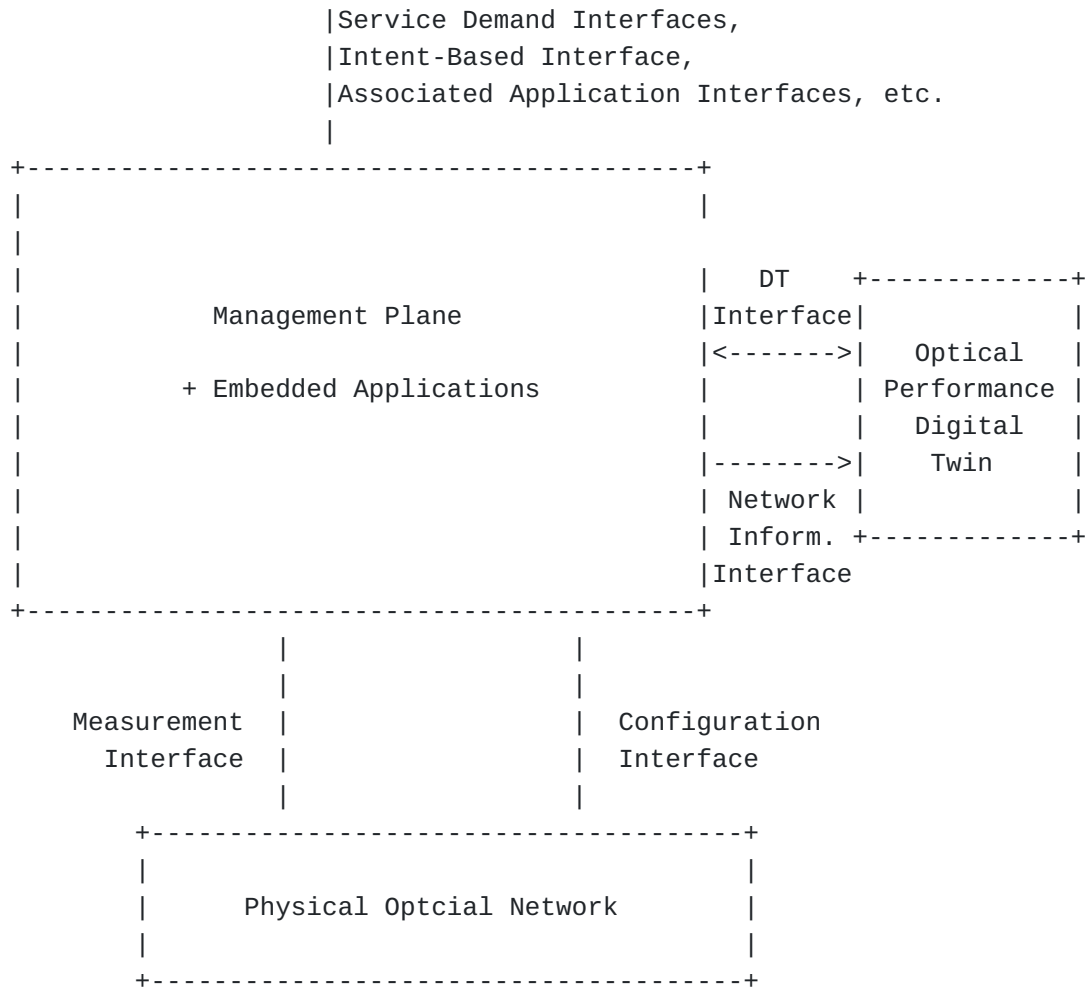 |Service Demand Interfaces,
|Intent-Based Interface,
|Associated Application Interfaces, etc.
|
+-------------------------------------------+
|                                           |
|
|                                           |   DT    +-------------+
|            Management Plane               |Interface|             |
|                                           |<------->|   Optical   |
|          + Embedded Applications          |         | Performance |
|                                           |         |   Digital   |
|                                           |-------->|    Twin     |
|                                           | Network |             |
|                                           | Inform. +-------------+
|                                           |Interface
+-------------------------------------------+
|                  |
|                  |
Measurement  |                  |  Configuration
Interface  |                  |  Interface
|                  |
+--------------------------------------+
|                                      |
|      Physical Optcial Network        |
|                                      |
+--------------------------------------+